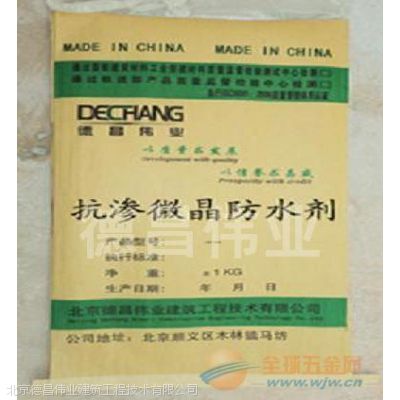 MADE IN CHINA MADE IN CHINA
DECHANG
德昌伟业
以质量求发展
Development with quality
以信誉求昌盛
Prosperity with credit
抗渗微晶防水剂
德昌伟业
产品型号: —
执行标准:
净 重: ±1KG
生产日期: 年 月 日
北京德昌伟业建筑工程技术有限公司
公司地址: 北京顺义区木林镇马坊
全球五金网
www.wjw.cn
北京德昌伟业建筑工程技术有限公司